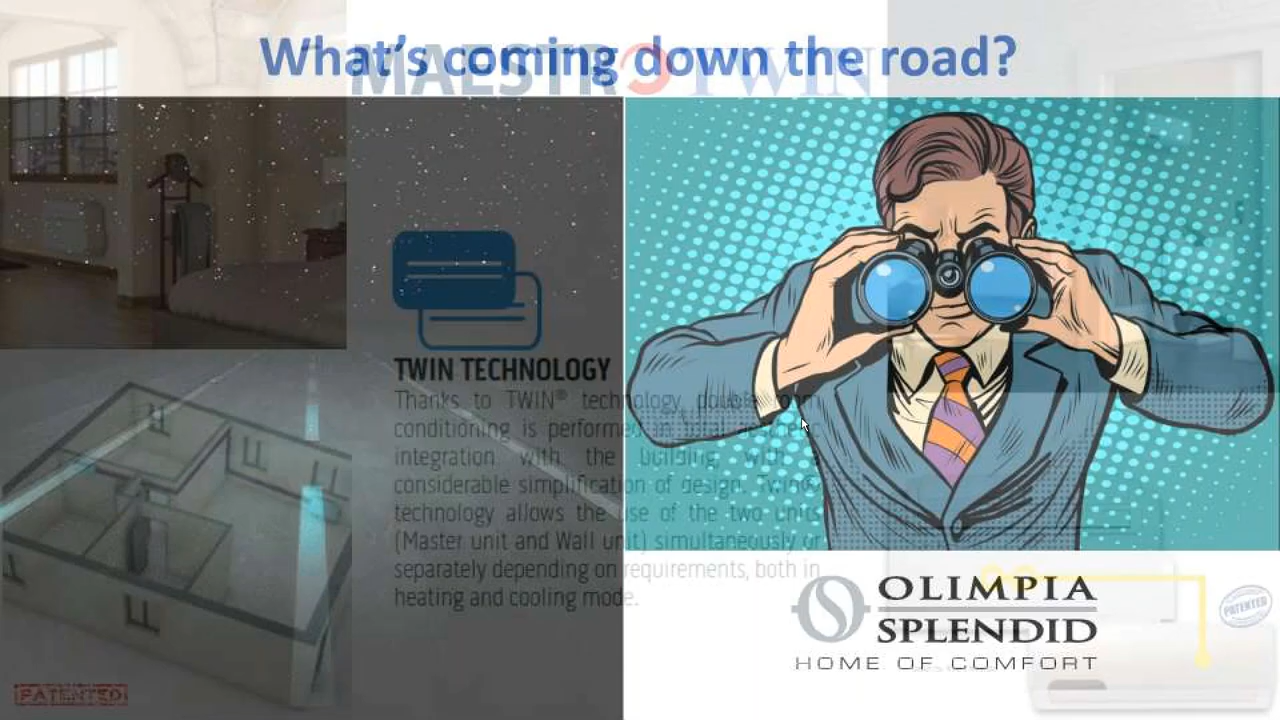 What's coming down the road?
MAESTRO TWIN
TWIN TECHNOLOGY
Thanks to TWIN® technology, double room
conditioning is performed in total aesthetic
integration with the building, with
considerable simplification of design. Twin®
technology allows the use of the two units
(Master unit and Wall unit) simultaneously or
separately depending on requirements, both in
heating and cooling mode.
OLIMPIA
SPLENDID
HOME OF COMFORT
PATENTED
PATENTED